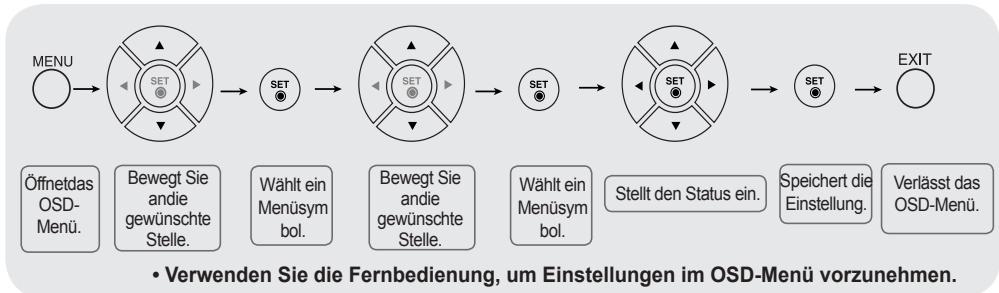 MENU
SET
SET
SET
SET
SET
SET
EXIT
Öffnetdas
OSD-
Menü.
Bewegt Sie
andie
gewünschte
Stelle.
Wählt ein
Menüsym
bol.
Bewegt Sie
andie
gewünschte
Stelle.
Wählt ein
Menüsym
bol.
Stellt den Status ein.
Speichert die
Einstellung.
Verlässt das
OSD-Menü.
• Verwenden Sie die Fernbedienung, um Einstellungen im OSD-Menü vorzunehmen.